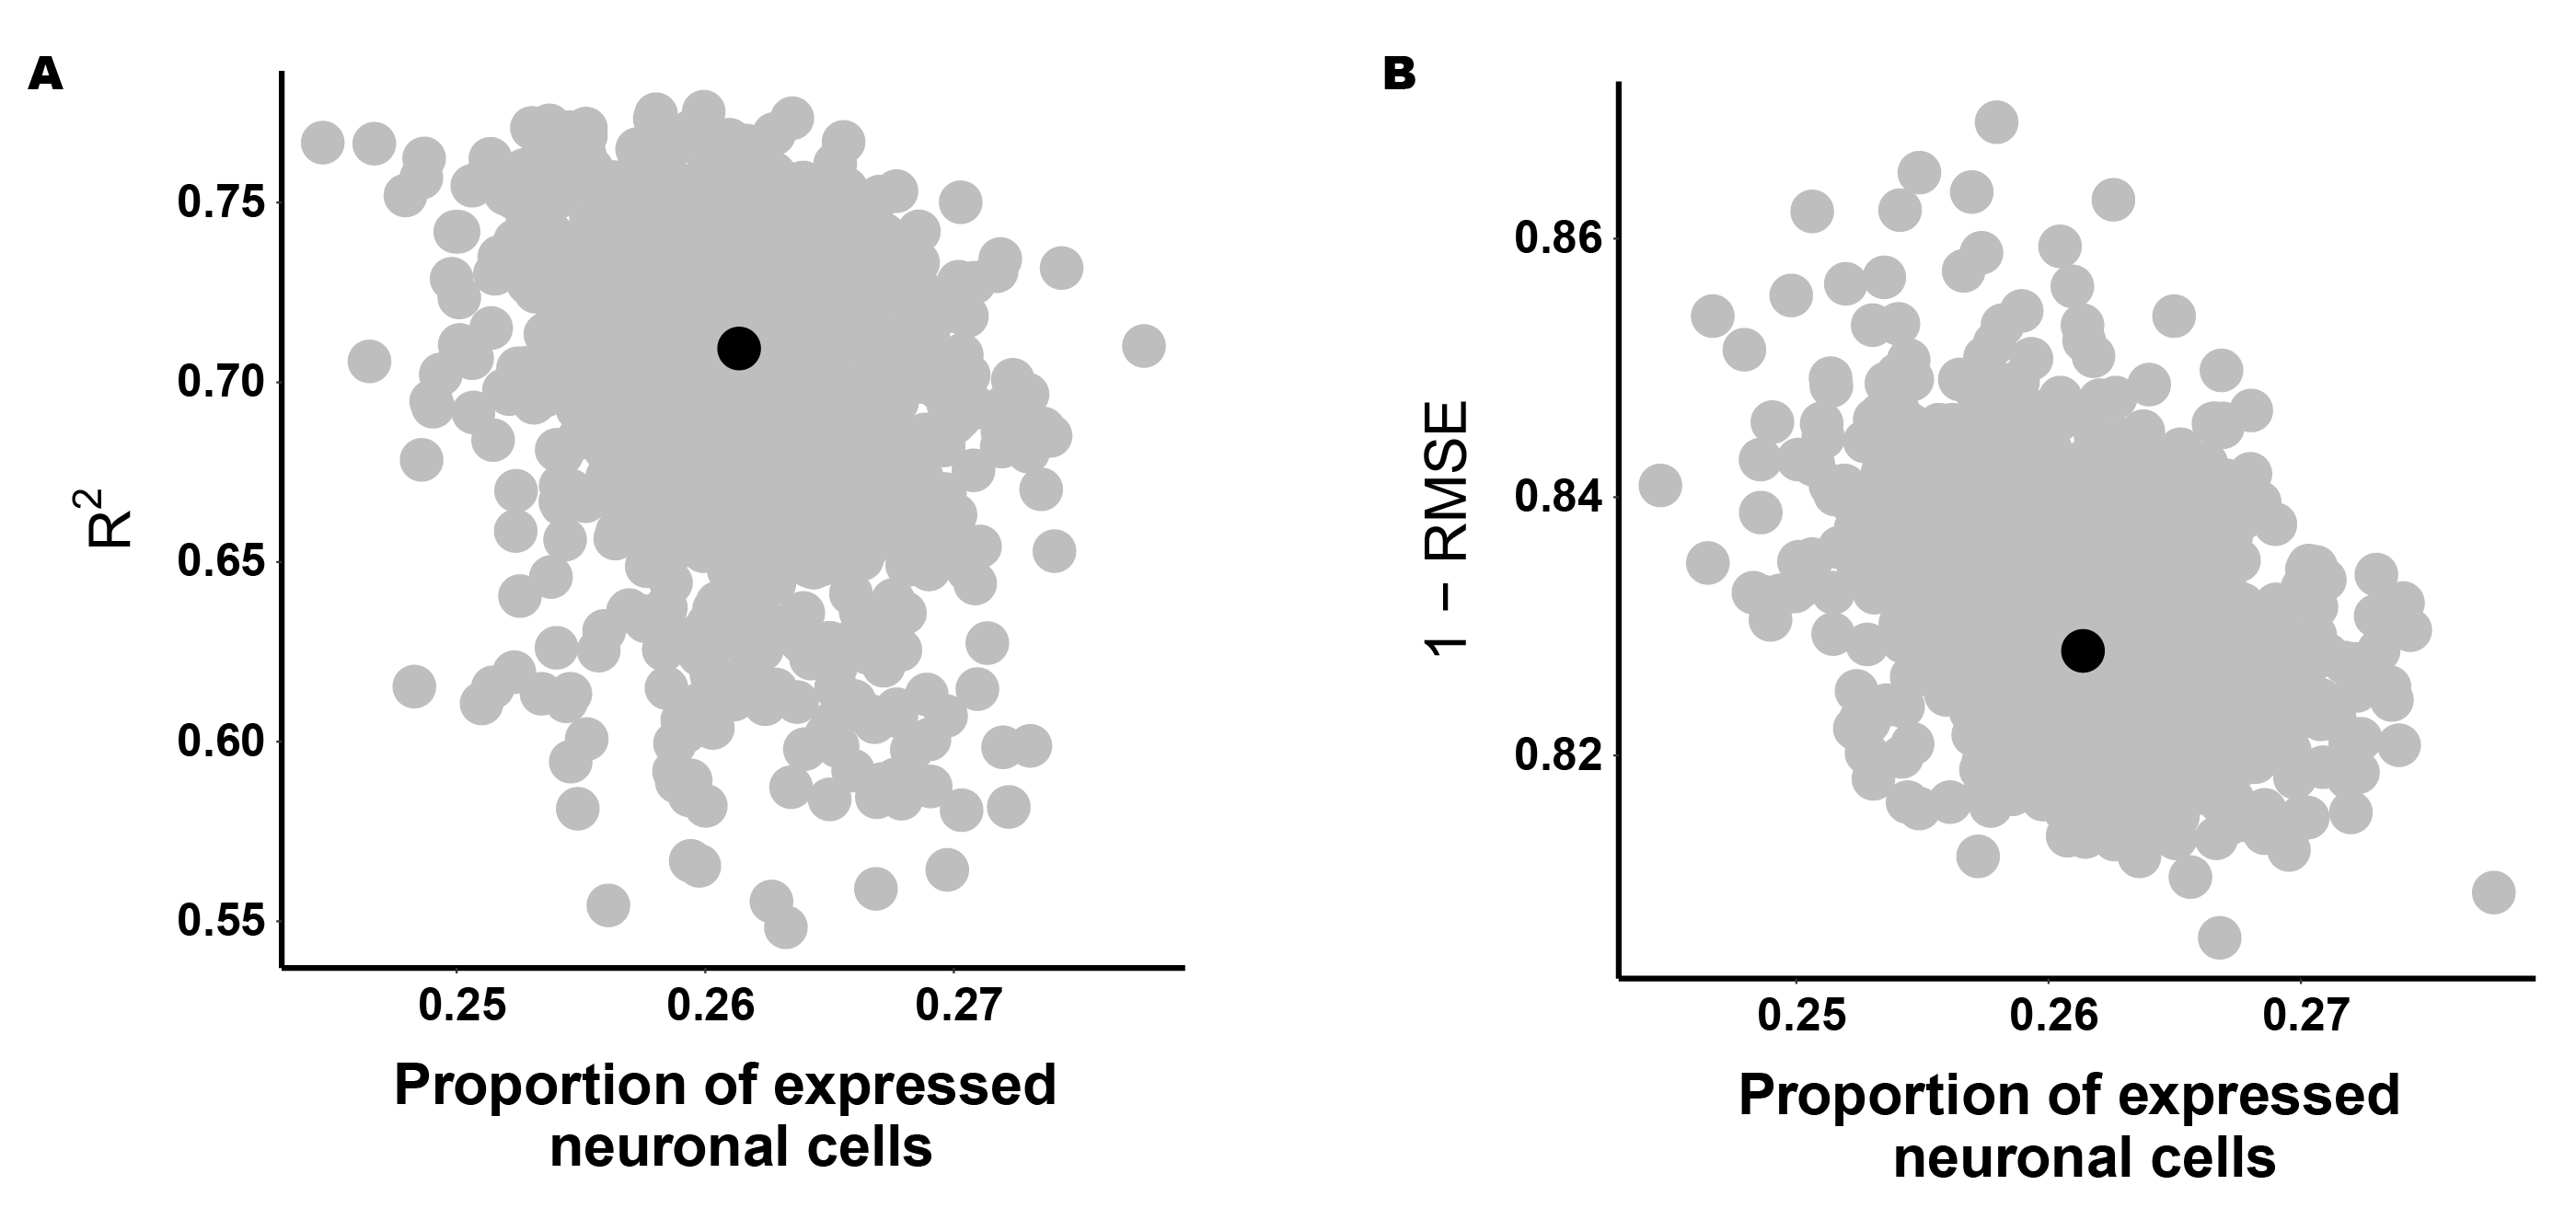 A
R²
0.75
0.70
0.65
0.60
0.55
0.25 0.26 0.27
Proportion of expressed
neuronal cells
B
1 − RMSE
0.86
0.84
0.82
0.25 0.26 0.27
Proportion of expressed
neuronal cells